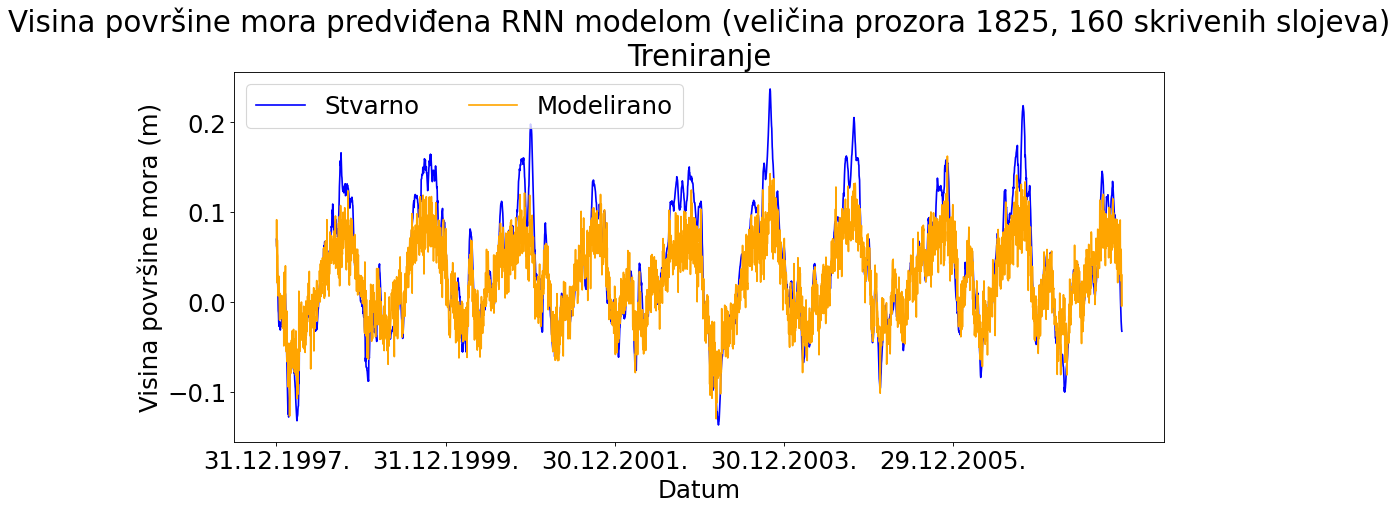 Visina površine mora predviđena RNN modelom (veličina prozora 1825, 160 skrivenih slojeva)
Treniranje
Stvarno
Modelirano
Visina površine mora (m)
0.2
0.1
0.0
−0.1
31.12.1997.
31.12.1999.
30.12.2001.
30.12.2003.
29.12.2005.
Datum